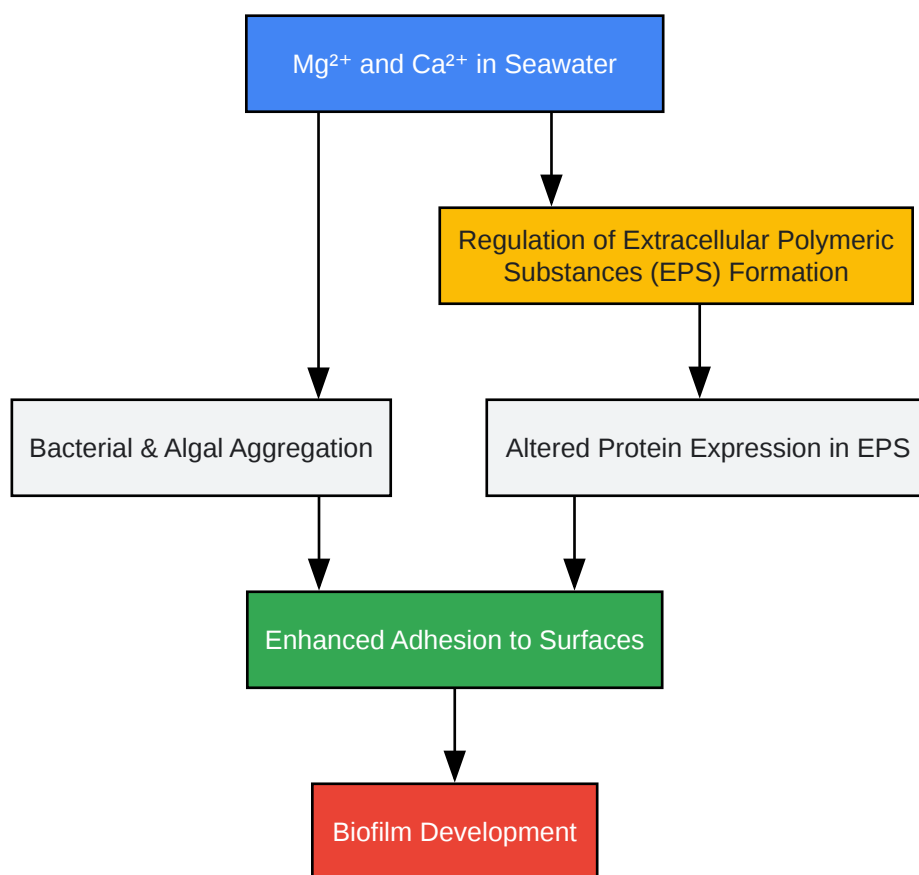 Mg²⁺ and Ca²⁺ in Seawater
Regulation of Extracellular Polymeric
Substances (EPS) Formation
Bacterial & Algal Aggregation
Altered Protein Expression in EPS
Enhanced Adhesion to Surfaces
Biofilm Development